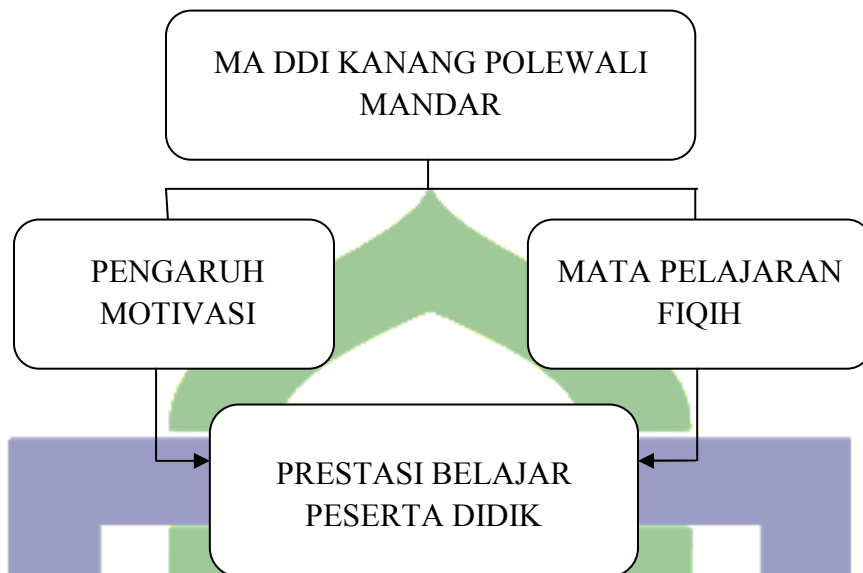 MA DDI KANANG POLEWALI
MANDAR
PENGARUH
MOTIVASI
MATA PELAJARAN
FIQIH
PRESTASI BELAJAR
PESERTA DIDIK